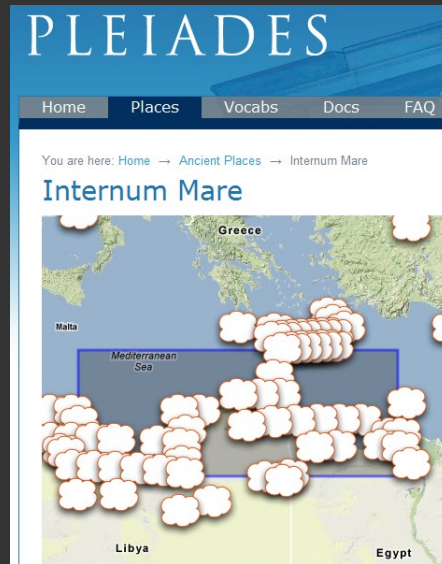 PLEIADES
Home Places Vocabs Docs FAQ
You are here: Home → Ancient Places → Internum Mare
Internum Mare
Greece
Malta
Mediterranean
Sea
Libya
Egypt